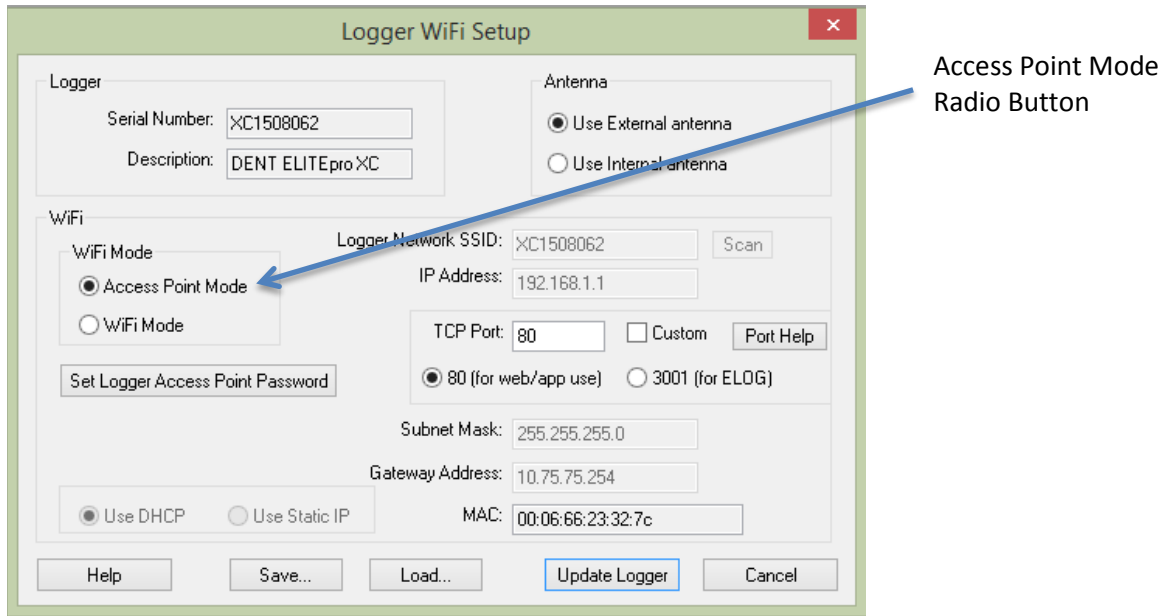 Logger WiFi Setup
Access Point Mode
Radio Button
Logger
Serial Number: XC1508062
Description: DENT ELITEpro XC
Antenna
Use External antenna
Use Internal antenna
WiFi
WiFi Mode
Access Point Mode
WiFi Mode
Set Logger Access Point Password
Logger Network SSID: XC1508062 Scan
IP Address: 192.168.1.1
TCP Port: 80 Custom Port Help
80 (for web/app use) 3001 (for ELOG)
Subnet Mask: 255.255.255.0
Gateway Address: 10.75.75.254
Use DHCP Use Static IP
MAC: 00:06:66:23:32:7c
Help Save... Load... Update Logger Cancel